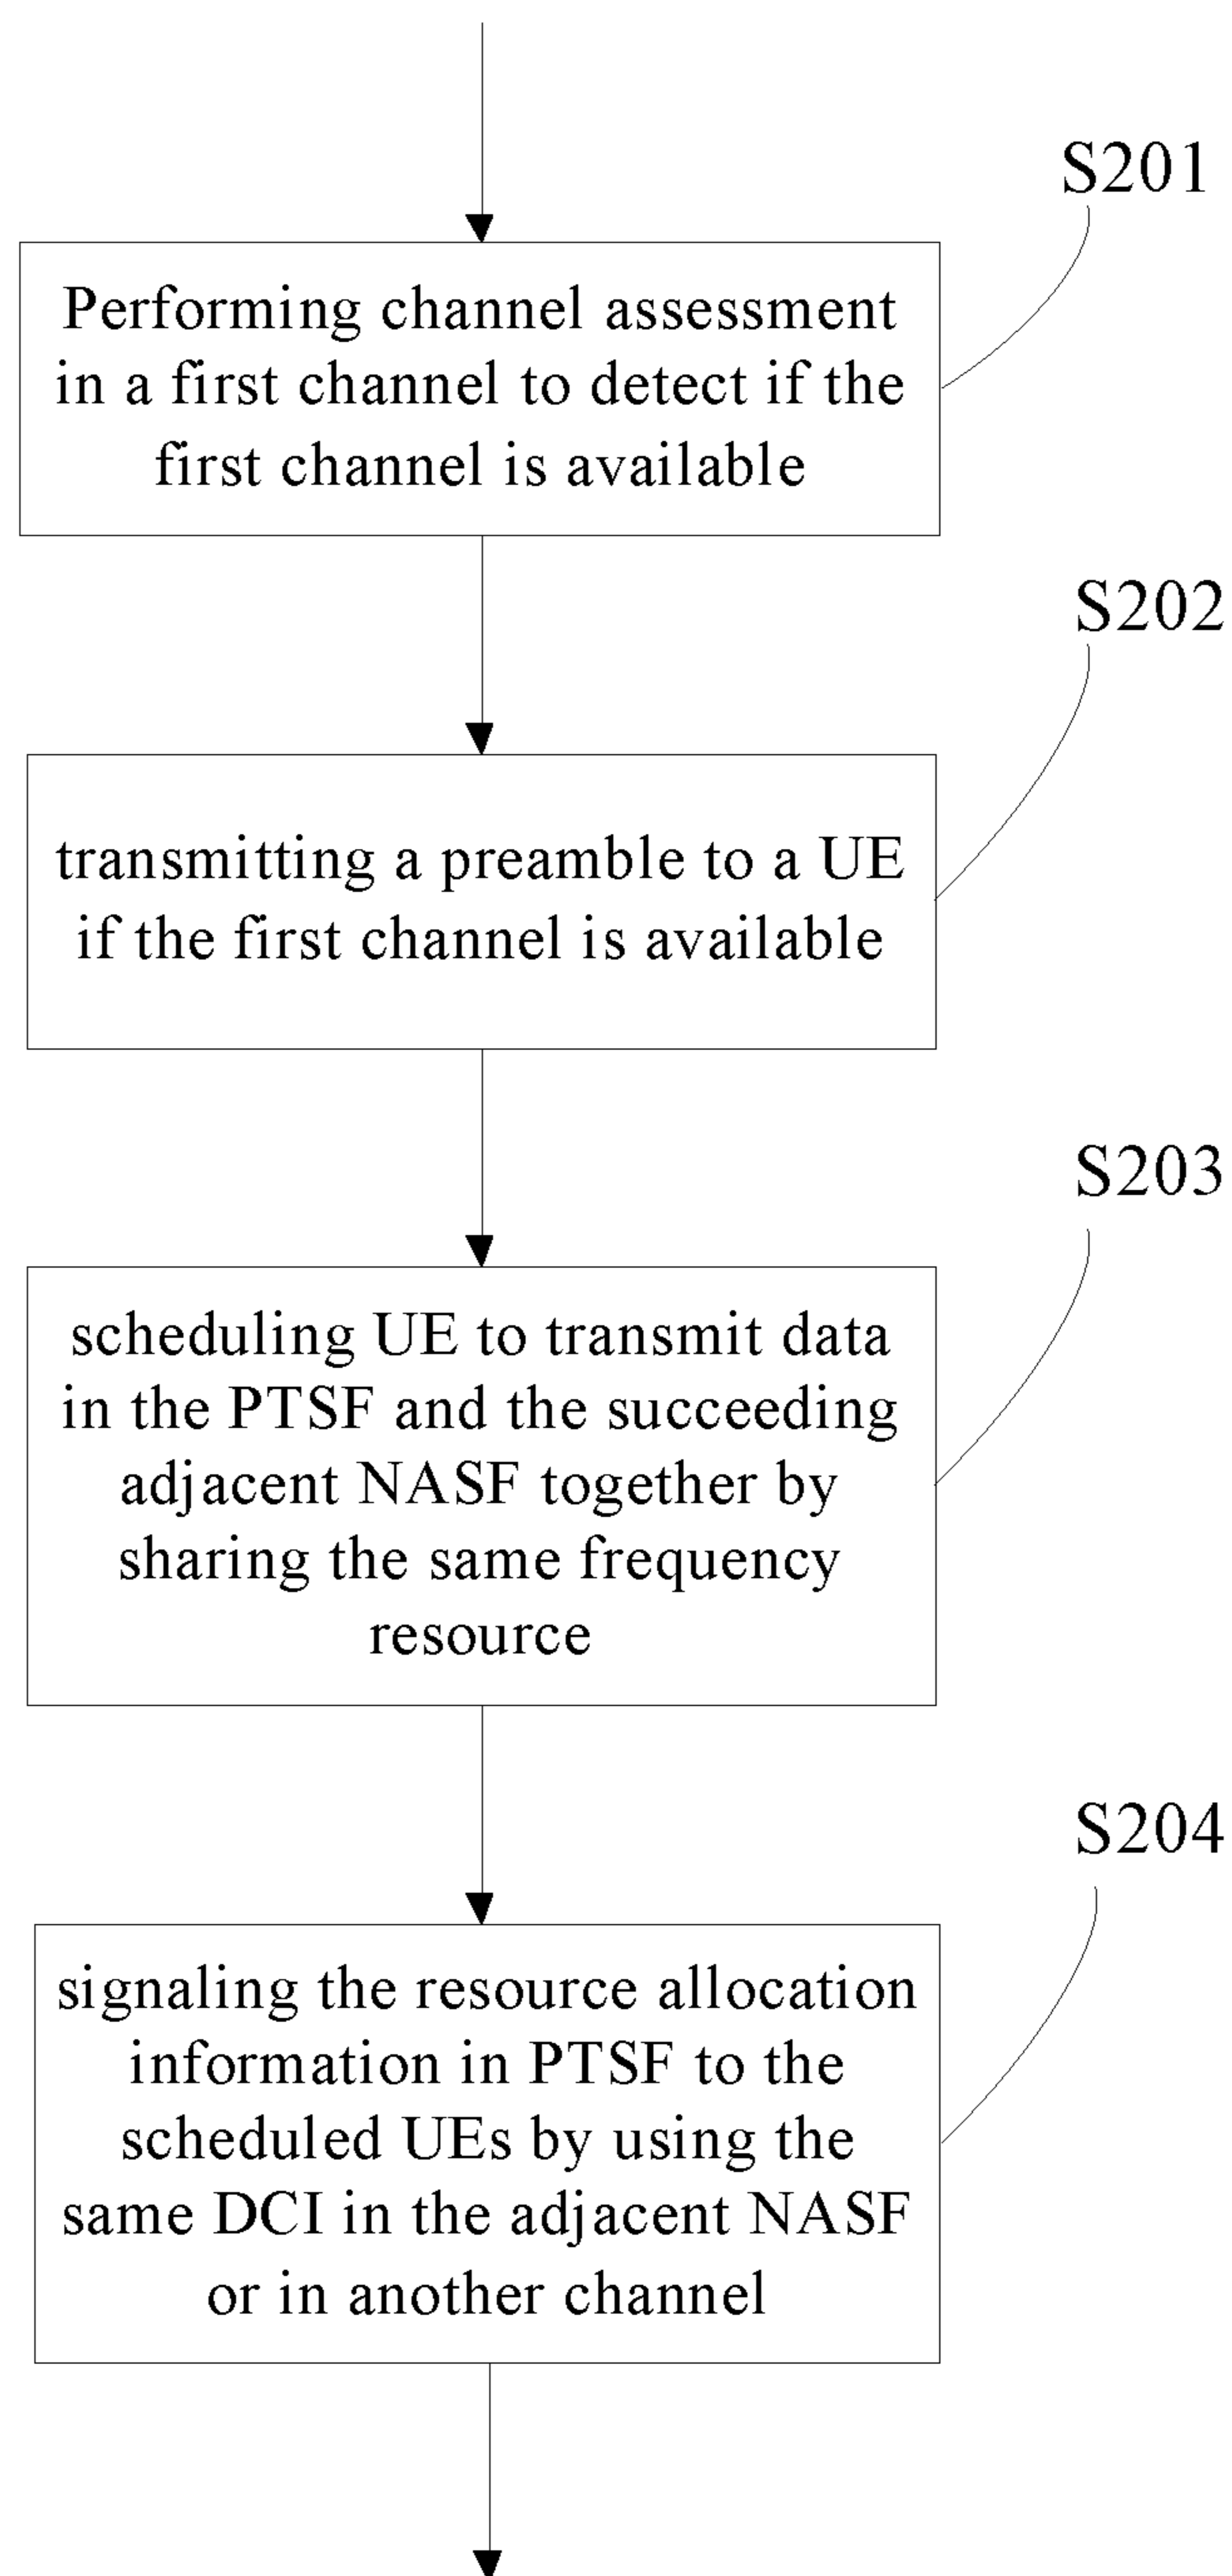 S201
Performing channel assessment
in a first channel to detect if the
first channel is available
S202
transmitting a preamble to a UE
if the first channel is available
S203
scheduling UE to transmit data
in the PTSF and the succeeding
adjacent NASF together by
sharing the same frequency
resource
S204
signaling the resource allocation
information in PTSF to the
scheduled UEs by using the
same DCI in the adjacent NASF
or in another channel